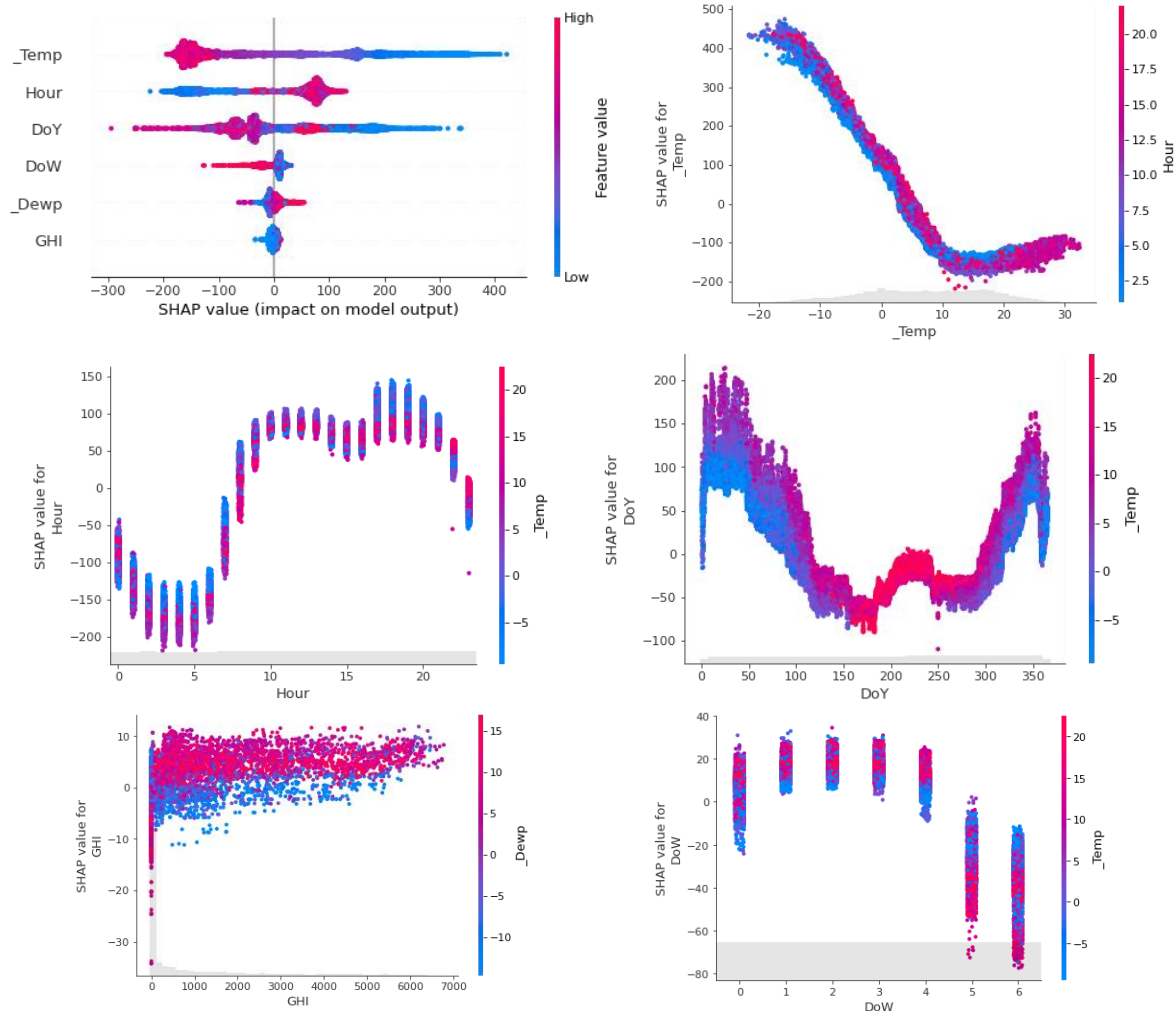 High
_Temp
Hour
DoY
DoW
_Dewp
GHI
Feature value
Low
−300 −200 −100 0 100 200 300 400
SHAP value (impact on model output)
500
400
300
200
100
0
−100
−200
SHAP value for
_Temp
−20 −10 0 10 20 30
_Temp
20.0
17.5
15.0
12.5
10.0
7.5
5.0
2.5
Hour
150
100
50
0
−50
−100
−150
−200
SHAP value for
Hour
0 5 10 15 20
Hour
20
15
10
5
0
−5
_Temp
200
150
100
50
0
−50
−100
SHAP value for
DoY
0 50 100 150 200 250 300 350
DoY
20
15
10
5
0
−5
_Temp
10
0
−10
−20
−30
SHAP value for
GHI
0 1000 2000 3000 4000 5000 6000 7000
GHI
15
10
5
0
−5
−10
_Dewp
40
20
0
−20
−40
−60
−80
SHAP value for
DoW
0 1 2 3 4 5 6
DoW
20
15
10
5
0
−5
_Temp